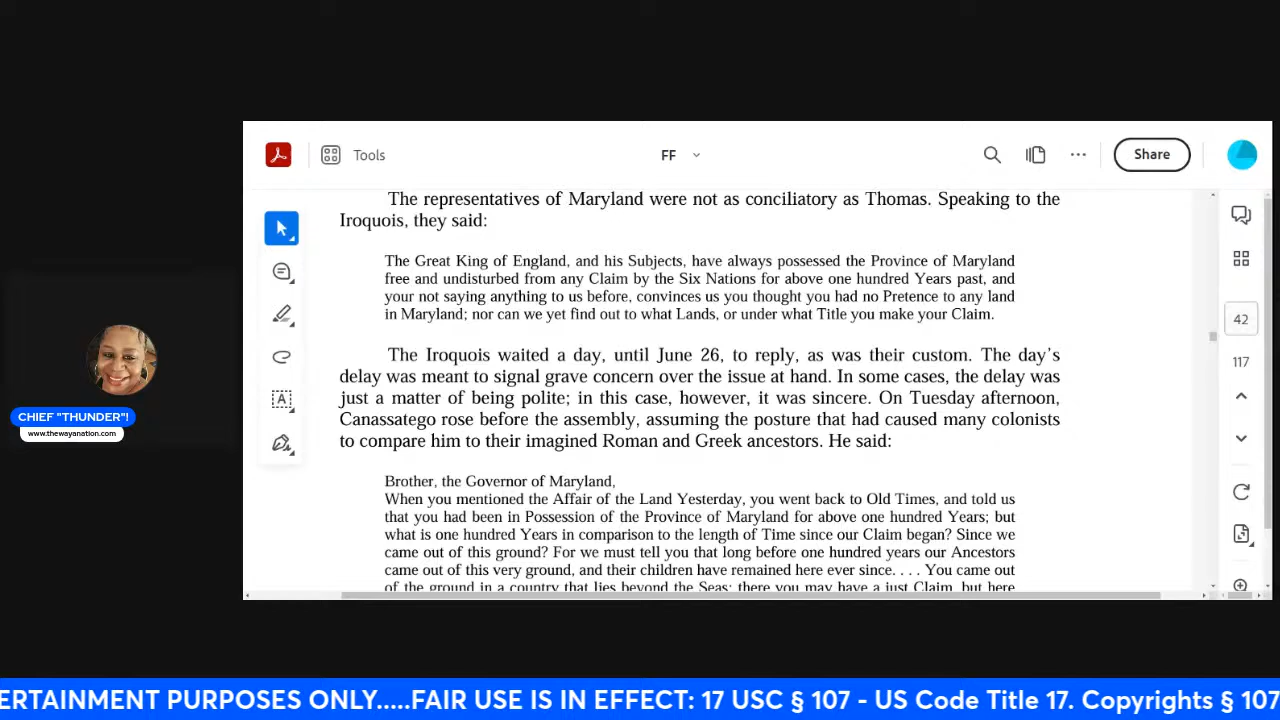 Tools
FF
Share
The representatives of Maryland were not as conciliatory as Thomas. Speaking to the
Iroquois, they said:
The Great King of England, and his Subjects, have always possessed the Province of Maryland
free and undisturbed from any Claim by the Six Nations for above one hundred Years past, and
your not saying anything to us before, convinces us you thought you had no Pretence to any land
in Maryland; nor can we yet find out to what Lands, or under what Title you make your Claim.
The Iroquois waited a day, until June 26, to reply, as was their custom. The day's
delay was meant to signal grave concern over the issue at hand. In some cases, the delay was
just a matter of being polite; in this case, however, it was sincere. On Tuesday afternoon,
Canassatego rose before the assembly, assuming the posture that had caused many colonists
to compare him to their imagined Roman and Greek ancestors. He said:
Brother, the Governor of Maryland,
When you mentioned the Affair of the Land Yesterday, you went back to Old Times, and told us
that you had been in Possession of the Province of Maryland for above one hundred Years; but
what is one hundred Years in comparison to the length of Time since our Claim began? Since we
came out of this ground? For we must tell you that long before one hundred years our Ancestors
came out of this very ground, and their children have remained here ever since. . . . You came out
of the ground in a country that lies beyond the Seas; there you may have a just Claim, but here
42
117
CHIEF "THUNDER"!
www.thewayanation.com
ERTAINMENT PURPOSES ONLY.....FAIR USE IS IN EFFECT: 17 USC § 107 - US Code Title 17. Copyrights § 107